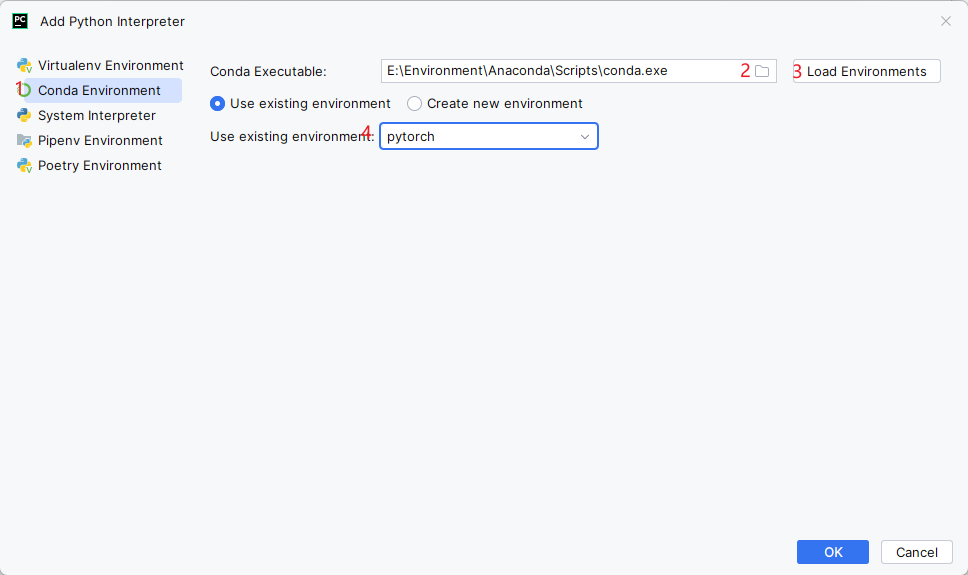 PC Add Python Interpreter
Virtualenv Environment
1 Conda Environment
System Interpreter
Pipenv Environment
Poetry Environment
Conda Executable: E:\Environment\Anaconda\Scripts\conda.exe 2 3 Load Environments
Use existing environment Create new environment
Use existing environment: 4 pytorch
OK Cancel